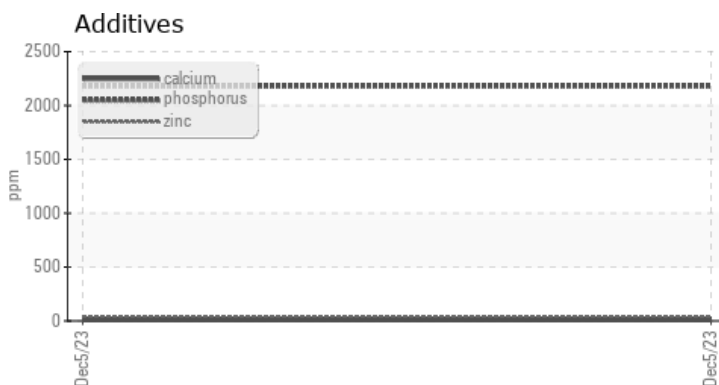 Additives
2500
2000
1500
1000
500
0
ppm
calcium
phosphorus
zinc
Dec5/23
Dec5/23